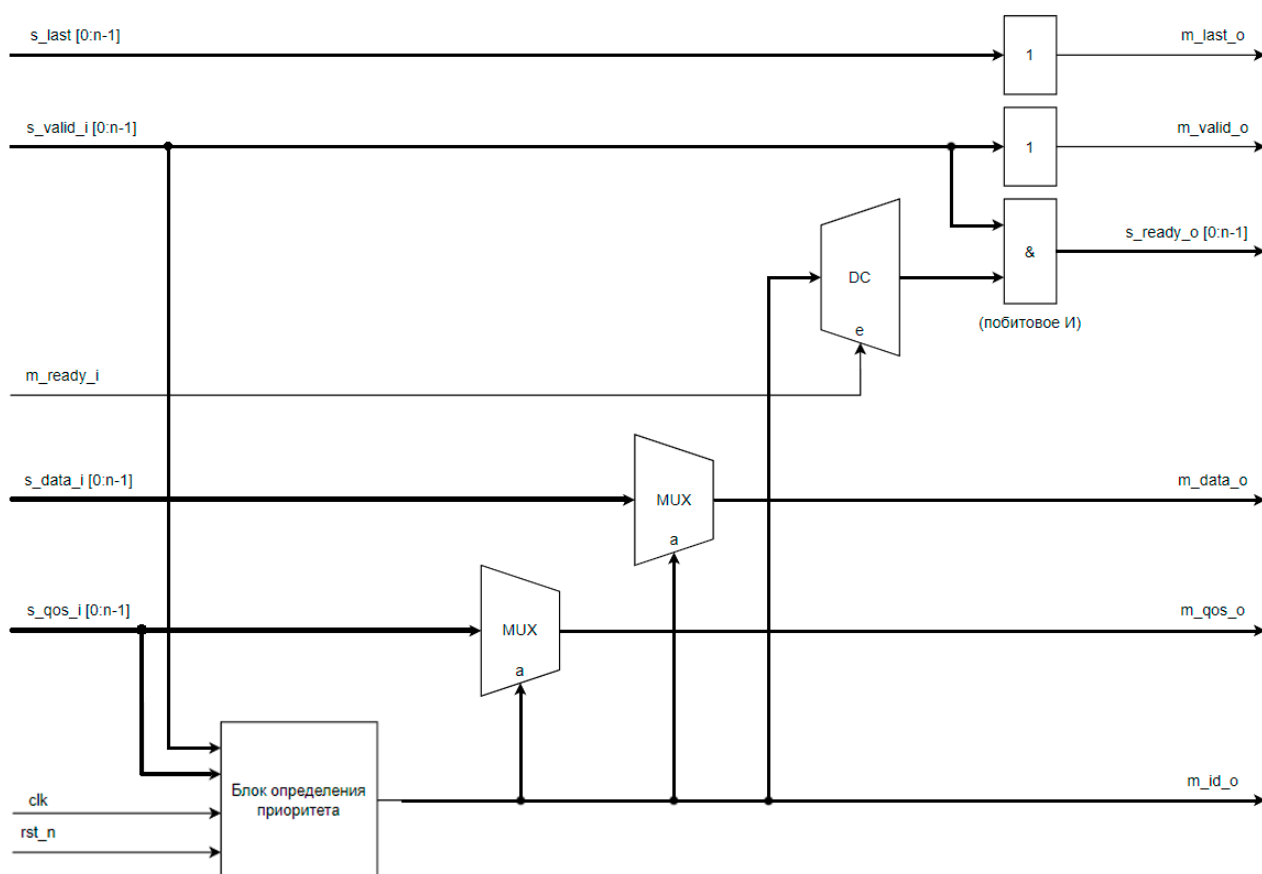 s_last [0:n-1]
1
m_last_o
s_valid_i [0:n-1]
1
m_valid_o
DC
e
&
s_ready_o [0:n-1]
(побитовое И)
m_ready_i
s_data_i [0:n-1]
MUX
a
m_data_o
s_qos_i [0:n-1]
MUX
a
m_qos_o
Блок определения
приоритета
clk
rst_n
m_id_o